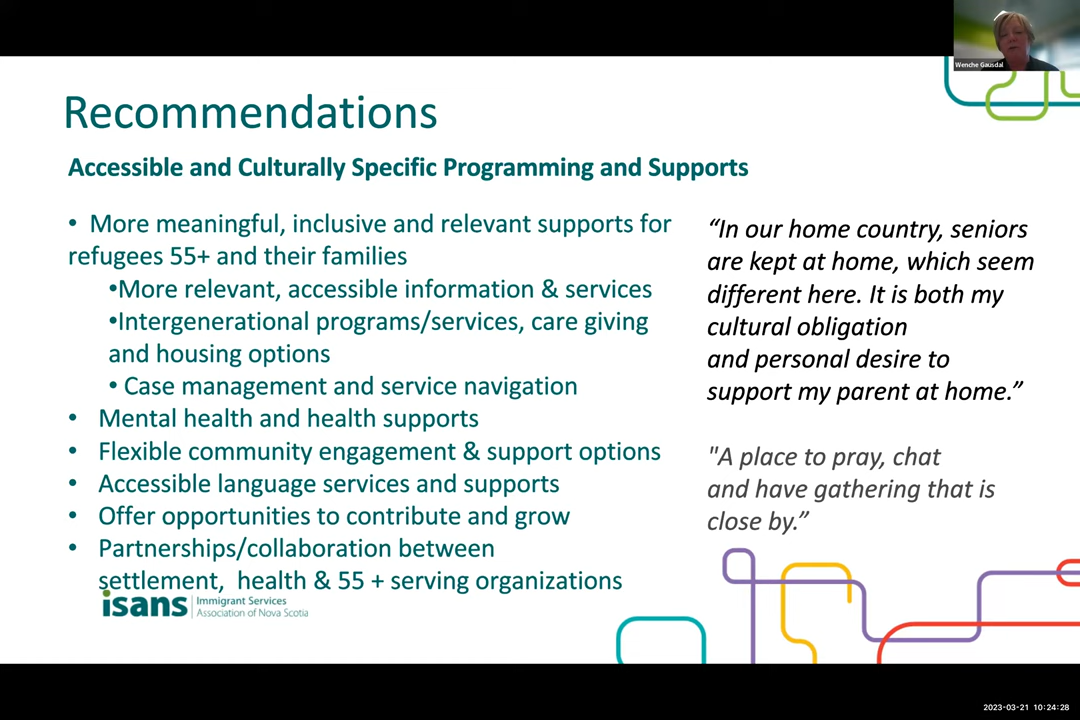 Wenche Gausdal
Recommendations
Accessible and Culturally Specific Programming and Supports
• More meaningful, inclusive and relevant supports for
refugees 55+ and their families
•More relevant, accessible information & services
•Intergenerational programs/services, care giving
and housing options
• Case management and service navigation
• Mental health and health supports
• Flexible community engagement & support options
• Accessible language services and supports
• Offer opportunities to contribute and grow
• Partnerships/collaboration between
settlement, health & 55 + serving organizations
“In our home country, seniors
are kept at home, which seem
different here. It is both my
cultural obligation
and personal desire to
support my parent at home.”
"A place to pray, chat
and have gathering that is
close by.”
isans
Immigrant Services
Association of Nova Scotia
2023-03-21 10:24:28